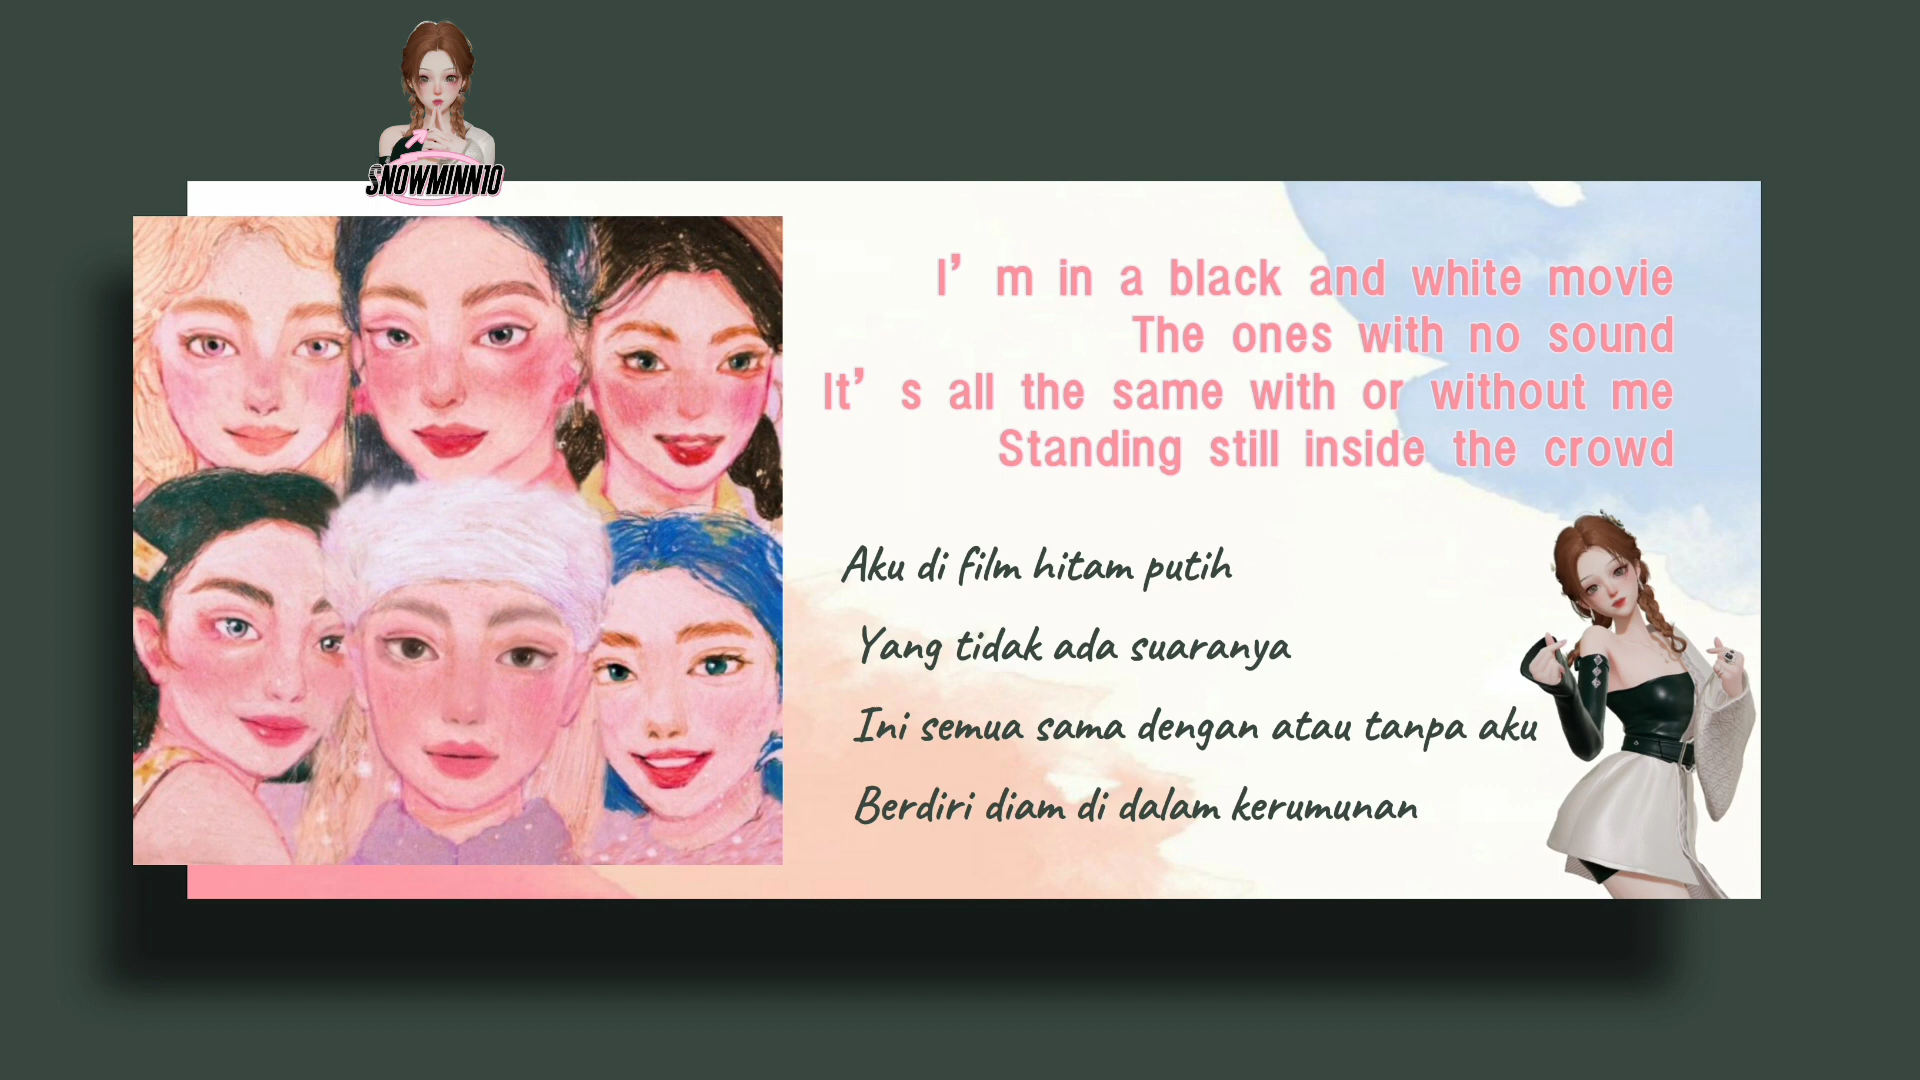 SNOWMINN10
I’m in a black and white movie
The ones with no sound
It’s all the same with or without me
Standing still inside the crowd
Aku di film hitam putih
Yang tidak ada suaranya
Ini semua sama dengan atau tanpa aku
Berdiri diam di dalam kerumunan